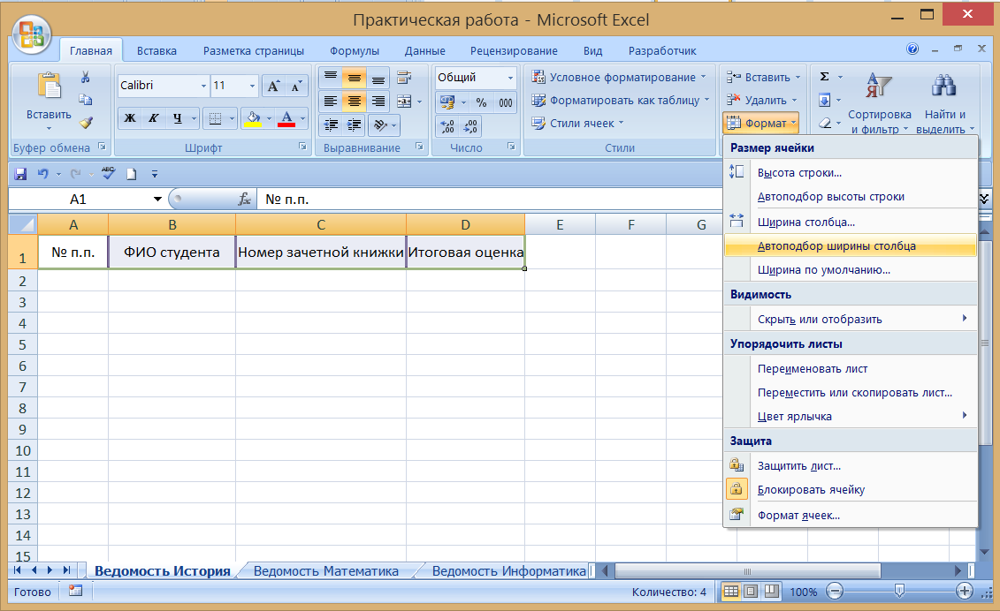 Практическая работа - Microsoft Excel
Главная Вставка Разметка страницы Формулы Данные Рецензирование Вид Разработчик
Вставить
Calibri 11
Ж К Ч
Общий
% 000
Условное форматирование
Форматировать как таблицу
Стили ячеек
Вставить
Удалить
Формат
Σ
Сортировка и фильтр
Найти и выделить
Буфер обмена Шрифт Выравнивание Число Стили
A1 fx № п.п.
A B C D E F G
1 № п.п. ФИО студента Номер зачетной книжки Итоговая оценка
2
3
4
5
6
7
8
9
10
11
12
13
14
15
Размер ячейки
Высота строки...
Автоподбор высоты строки
Ширина столбца...
Автоподбор ширины столбца
Ширина по умолчанию...
Видимость
Скрыть или отобразить
Упорядочить листы
Переименовать лист
Переместить или скопировать лист...
Цвет ярлычка
Защита
Защитить лист...
Блокировать ячейку
Формат ячеек...
Ведомость История Ведомость Математика Ведомость Информатика
Готово Количество: 4 100%